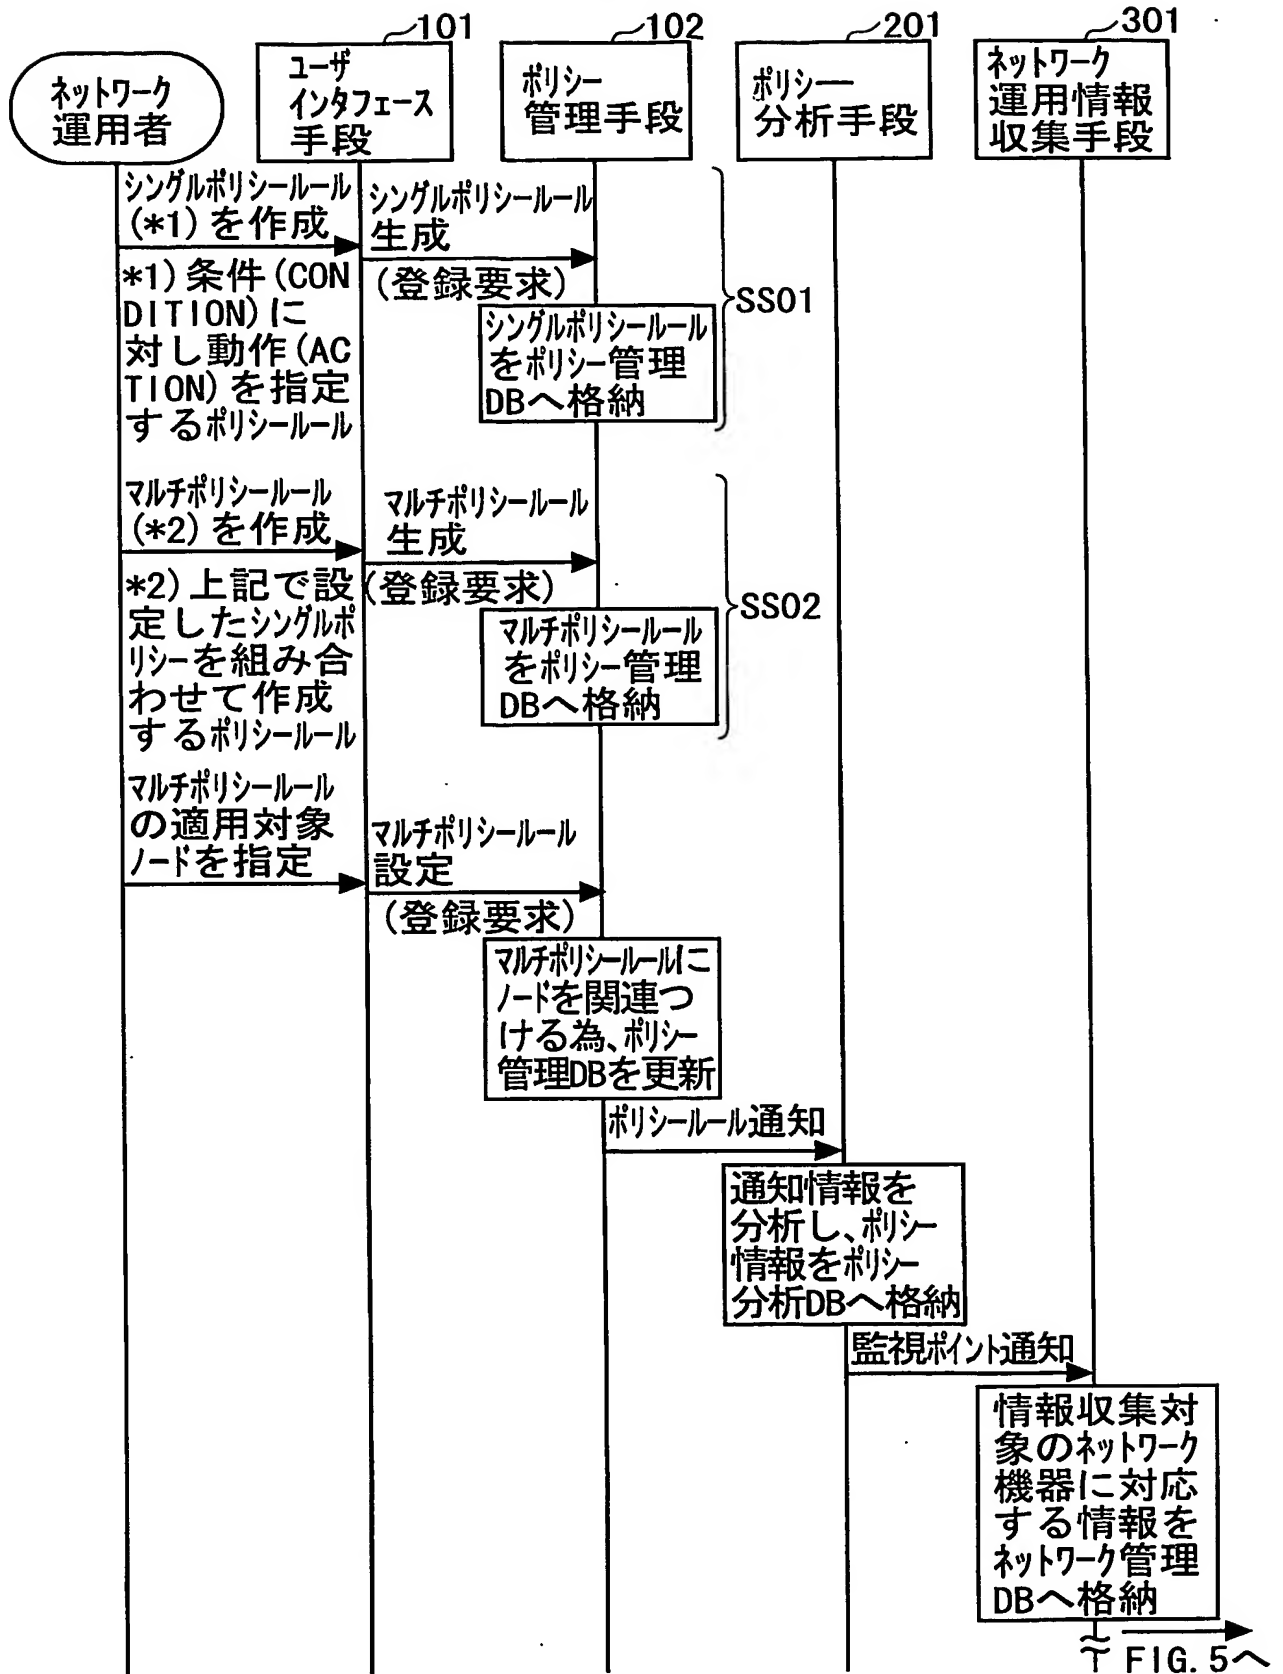 101
102
201
301
ネットワーク
運用者
ユーザ
インタフェース
手段
ポリシー
管理手段
ポリシー
分析手段
ネットワーク
運用情報
収集手段
シングルポリシールール
(*1)を作成
シングルポリシールール
生成
(登録要求)
*1)条件(CON
DITION)に
対し動作(AC
TION)を指定
するポリシールール
シングルポリシールール
をポリシー管理
DBへ格納
SS01
マルチポリシールール
(*2)を作成
マルチポリシールール
生成
(登録要求)
*2)上記で設
定したシングルポ
リシーを組み合
わせて作成
するポリシールール
マルチポリシールール
をポリシー管理
DBへ格納
SS02
マルチポリシールール
の適用対象
ノードを指定
マルチポリシールール
設定
(登録要求)
マルチポリシールールに
ノードを関連つ
ける為、ポリシー
管理DBを更新
ポリシールール通知
通知情報を
分析し、ポリシー
情報をポリシー
分析DBへ格納
監視ポイント通知
情報収集対
象のネットワーク
機器に対応
する情報を
ネットワーク管理
DBへ格納
FIG.5へ